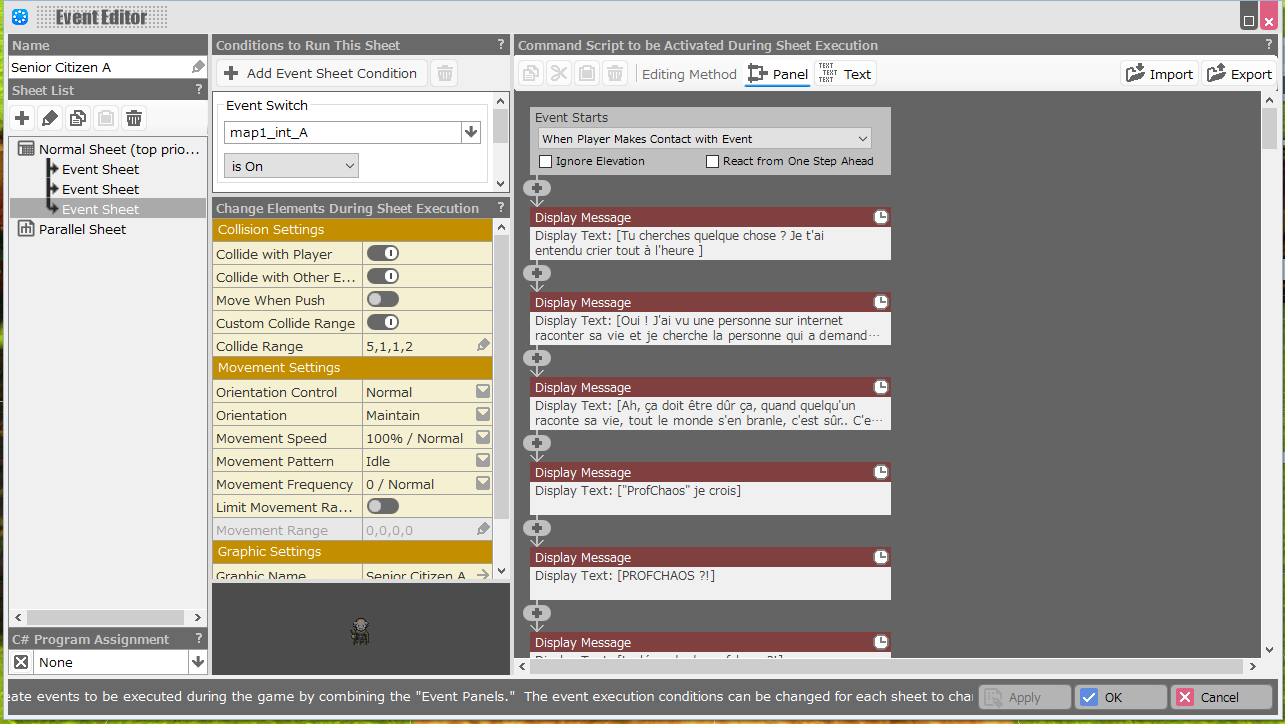 Event Editor
Name
Senior Citizen A
Sheet List ?
Normal Sheet (top prio...
Event Sheet
Event Sheet
Event Sheet
Parallel Sheet
C# Program Assignment ?
None
Conditions to Run This Sheet ?
Add Event Sheet Condition
Event Switch
map1_int_A
is On
Change Elements During Sheet Execution ?
Collision Settings
Collide with Player
Collide with Other E...
Move When Push
Custom Collide Range
Collide Range 5,1,1,2
Movement Settings
Orientation Control Normal
Orientation Maintain
Movement Speed 100% / Normal
Movement Pattern Idle
Movement Frequency 0 / Normal
Limit Movement Ra...
Movement Range 0,0,0,0
Graphic Settings
Graphic Name Senior Citizen A
Command Script to be Activated During Sheet Execution ?
Editing Method Panel TEXT TEXT TEXT Text Import Export
Event Starts
When Player Makes Contact with Event
Ignore Elevation React from One Step Ahead
Display Message
Display Text: [Tu cherches quelque chose ? Je t'ai
entendu crier tout à l'heure ]
Display Message
Display Text: [Oui ! J'ai vu une personne sur internet
raconter sa vie et je cherche la personne qui a demand...
Display Message
Display Text: [Ah, ça doit être dûr ça, quand quelqu'un
raconte sa vie, tout le monde s'en branle, c'est sûr.. C'e...
Display Message
Display Text: ["ProfChaos" je crois]
Display Message
Display Text: [PROFCHAOS ?!]
Display Message
eate events to be executed during the game by combining the "Event Panels." The event execution conditions can be changed for each sheet to char
Apply OK Cancel